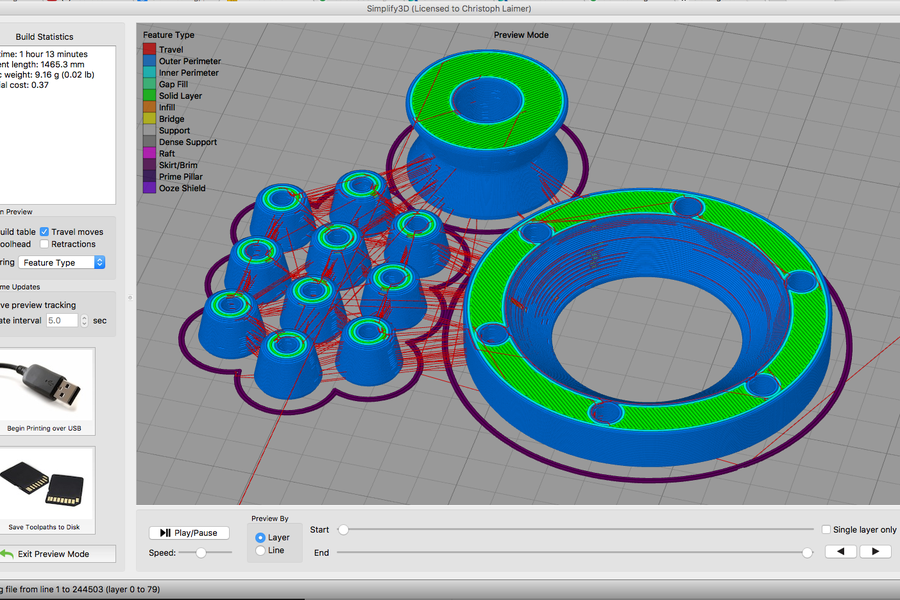 Simplify3D (Licensed to Christoph Laimer)
Build Statistics
time: 1 hour 13 minutes
ent length: 1465.3 mm
c weight: 9.16 g (0.02 lb)
ial cost: 0.37
n Preview
uild table
Travel moves
oolhead
Retractions
ring
Feature Type
me Updates
ve preview tracking
ate interval
5.0
sec
Begin Printing over USB
Save Toolpaths to Disk
Exit Preview Mode
Feature Type
Travel
Outer Perimeter
Inner Perimeter
Gap Fill
Solid Layer
Infill
Bridge
Support
Dense Support
Raft
Skirt/Brim
Prime Pillar
Ooze Shield
Preview Mode
Play/Pause
Speed:
Preview By
Layer
Line
Start
End
Single layer only
g file from line 1 to 244503 (layer 0 to 79)